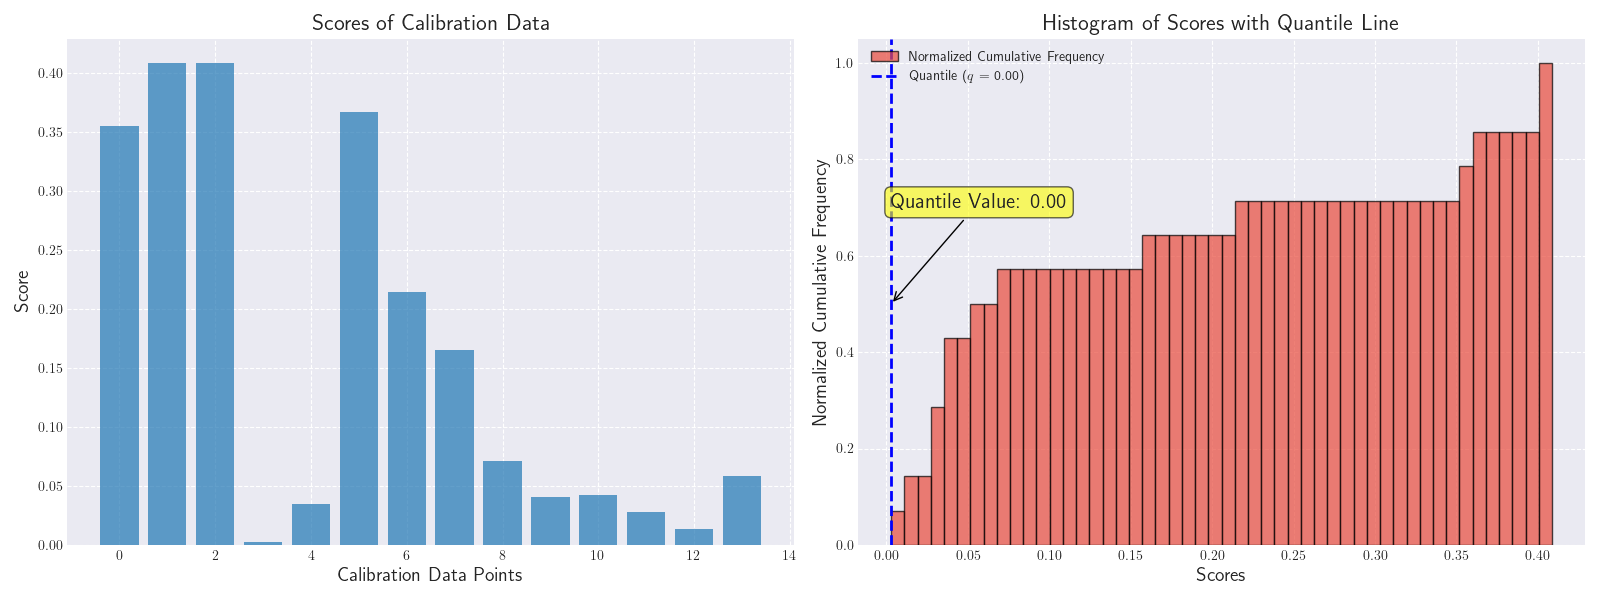 Scores of Calibration Data
0.40
0.35
0.30
0.25
0.20
0.15
0.10
0.05
0.00
Score
0 2 4 6 8 10 12 14
Calibration Data Points
Histogram of Scores with Quantile Line
Normalized Cumulative Frequency
Quantile (q = 0.00)
Quantile Value: 0.00
1.0
0.8
0.6
0.4
0.2
0.0
Normalized Cumulative Frequency
0.00 0.05 0.10 0.15 0.20 0.25 0.30 0.35 0.40
Scores